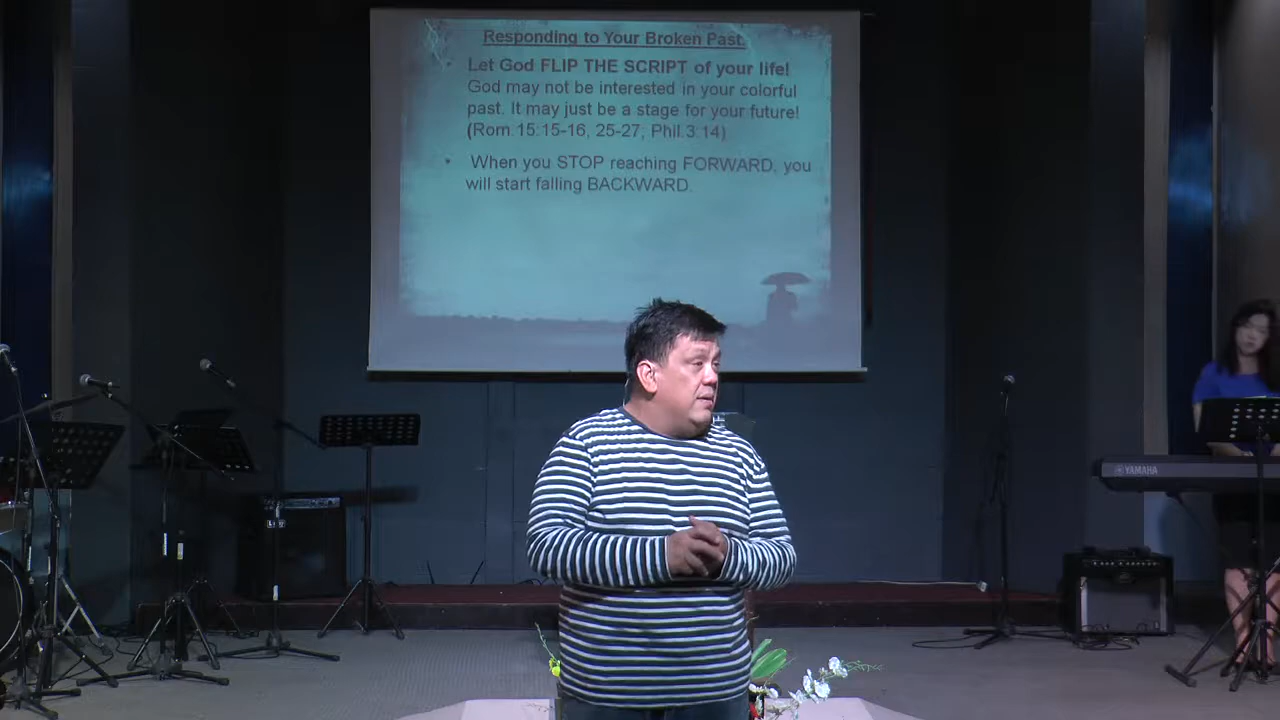 Responding to Your Broken Past.
• Let God FLIP THE SCRIPT of your life!
God may not be interested in your colorful
past. It may just be a stage for your future!
(Rom.15:15-16, 25-27; Phil.3:14)
• When you STOP reaching FORWARD, you
will start falling BACKWARD.
YAMAHA